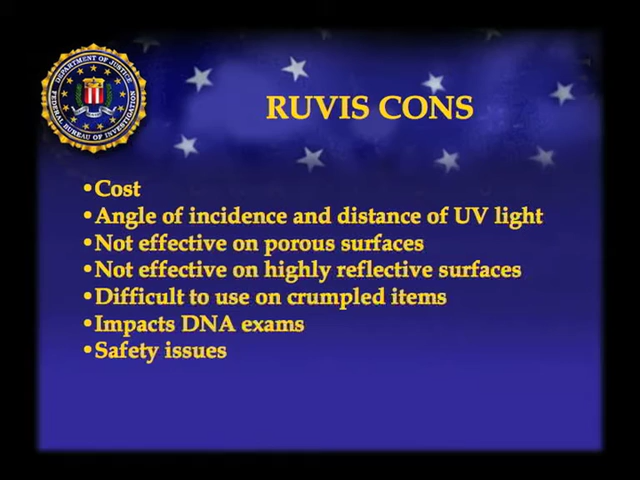 DEPARTMENT OF JUSTICE
FEDERAL BUREAU OF INVESTIGATION
RUVIS CONS
•Cost
•Angle of incidence and distance of UV light
•Not effective on porous surfaces
•Not effective on highly reflective surfaces
•Difficult to use on crumpled items
•Impacts DNA exams
•Safety issues